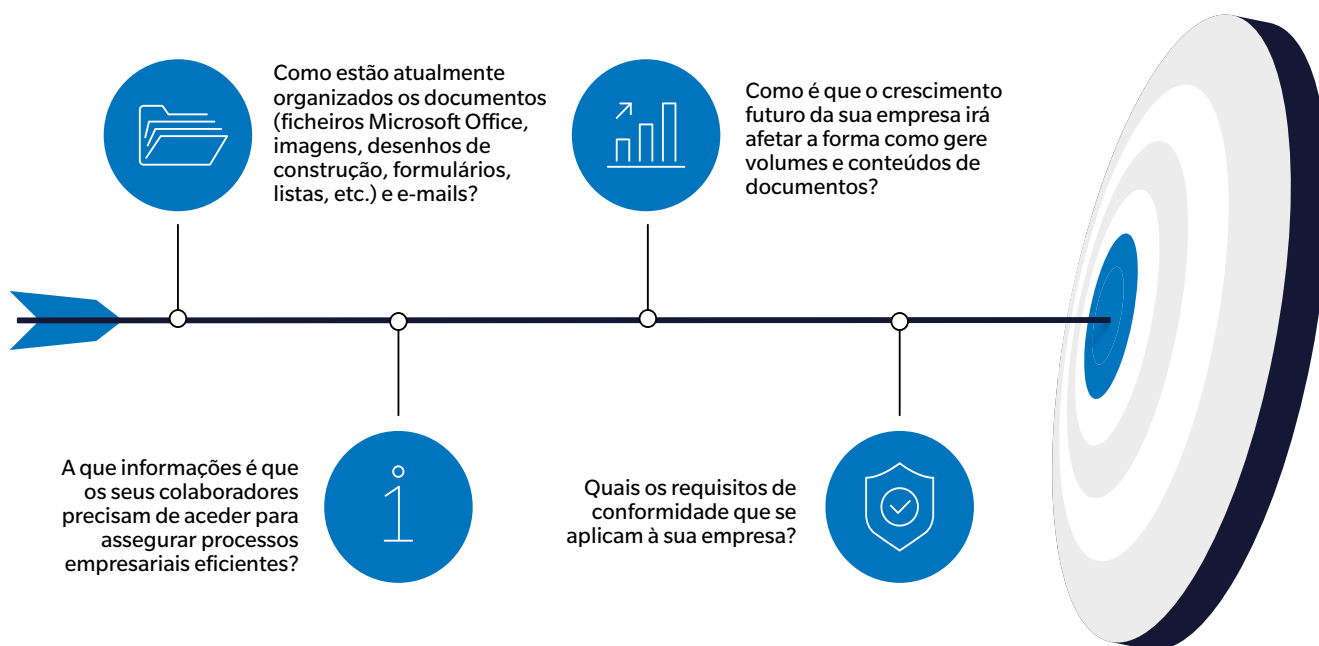 Como estão atualmente
organizados os documentos
(ficheiros Microsoft Office,
imagens, desenhos de
construção, formulários,
listas, etc.) e e-mails?
A que informações é que
os seus colaboradores
precisam de aceder para
assegurar processos
empresariais eficientes?
Como é que o crescimento
futuro da sua empresa irá
afetar a forma como gere
volumes e conteúdos de
documentos?
Quais os requisitos de
conformidade que se
aplicam à sua empresa?